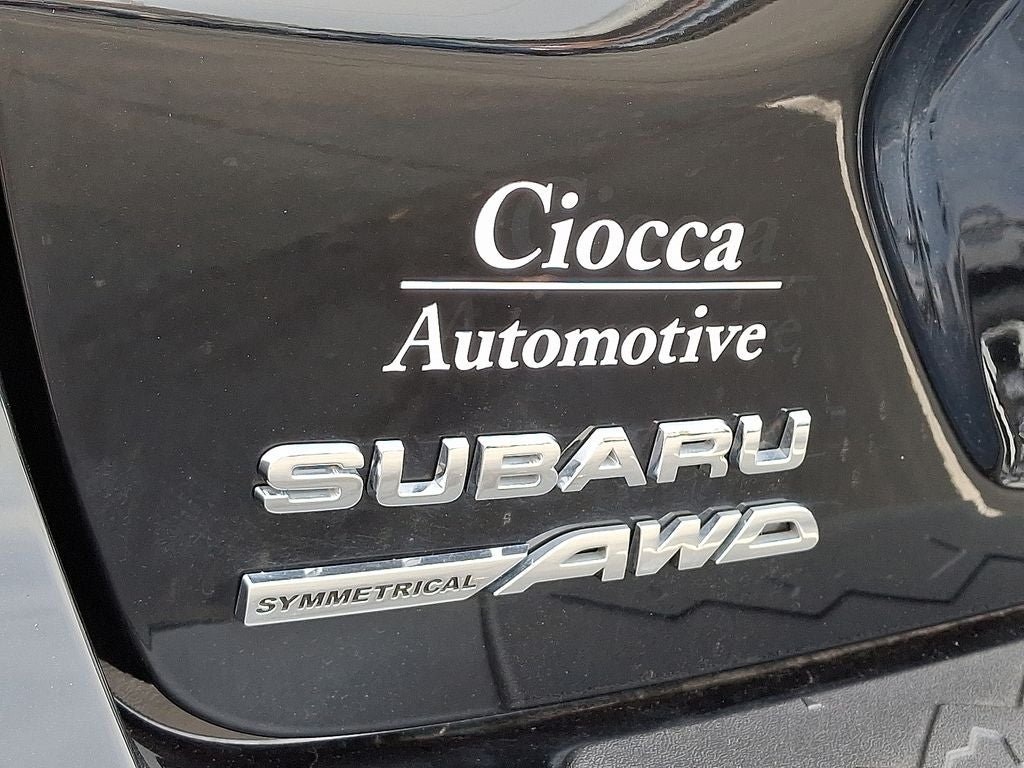 Ciocca
Automotive
SUBARU
SYMMETRICAL AWD